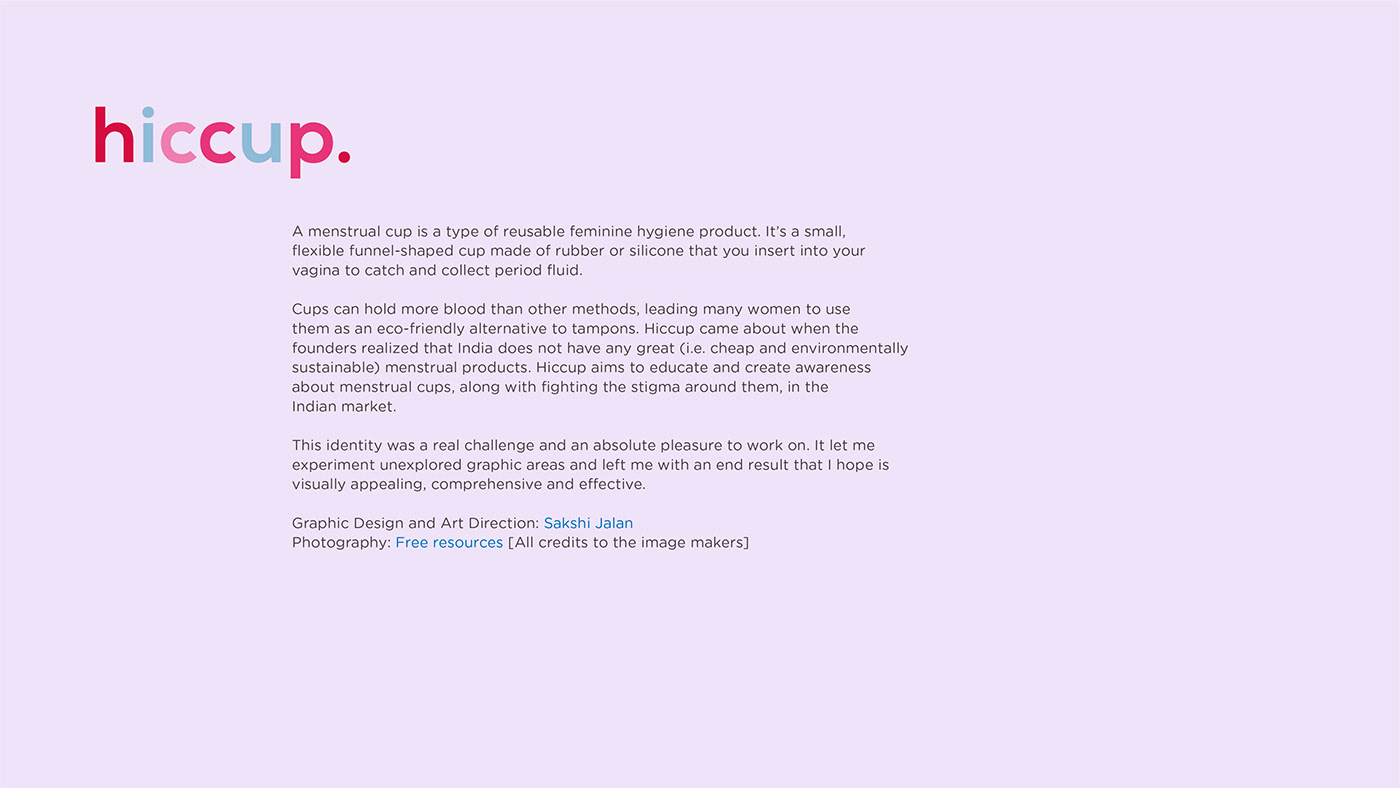 hiccup.
A menstrual cup is a type of reusable feminine hygiene product. It’s a small,
flexible funnel-shaped cup made of rubber or silicone that you insert into your
vagina to catch and collect period fluid.
Cups can hold more blood than other methods, leading many women to use
them as an eco-friendly alternative to tampons. Hiccup came about when the
founders realized that India does not have any great (i.e. cheap and environmentally
sustainable) menstrual products. Hiccup aims to educate and create awareness
about menstrual cups, along with fighting the stigma around them, in the
Indian market.
This identity was a real challenge and an absolute pleasure to work on. It let me
experiment unexplored graphic areas and left me with an end result that I hope is
visually appealing, comprehensive and effective.
Graphic Design and Art Direction: Sakshi Jalan
Photography: Free resources [All credits to the image makers]